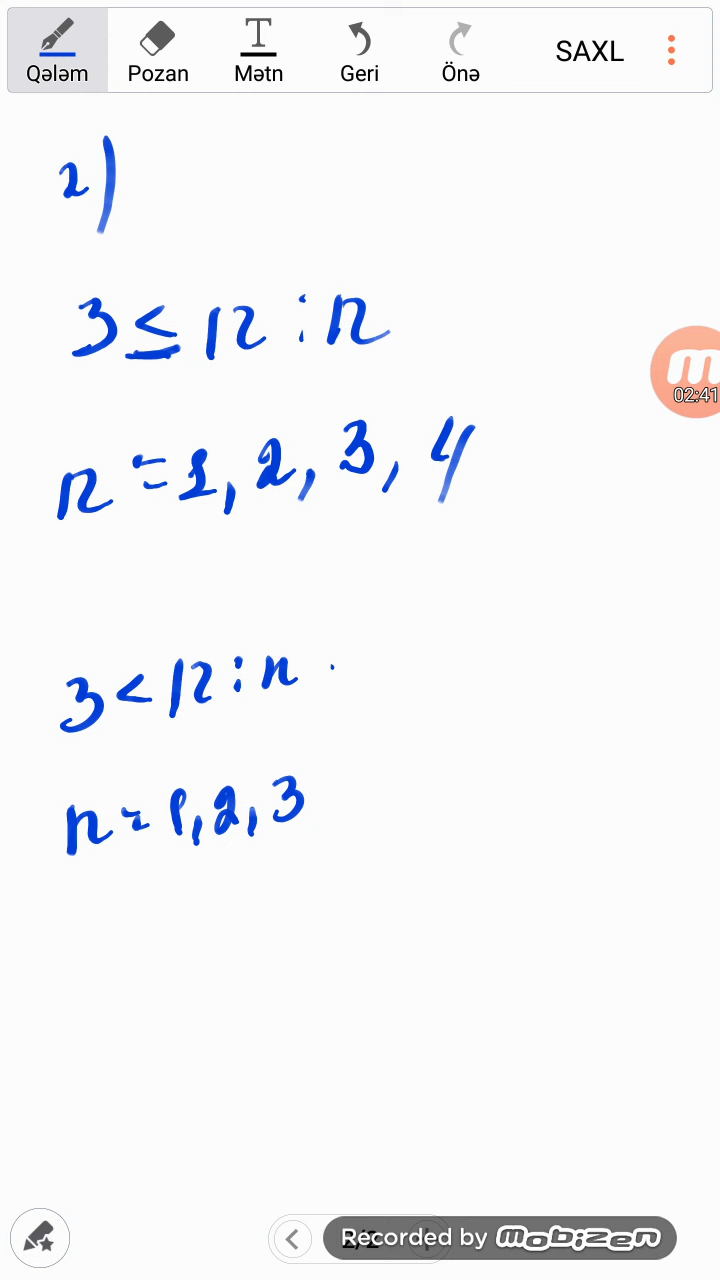 Qələm Pozan Mətn Geri Önə SAXL
2)
3 ≤ 12 : n
02:41
n = 1, 2, 3, 4
3 < 12 : n
n = 1, 2, 3
Recorded by mobizen